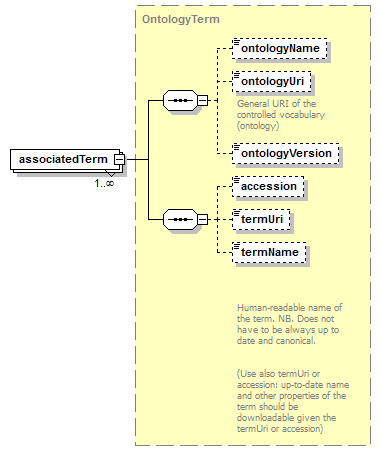 OntologyTerm
ontologyName
ontologyUri
General URI of the
controlled vocabulary
(ontology)
ontologyVersion
associatedTerm
1..∞
accession
termUri
termName
Human-readable name of
the term. NB. Does not
have to be always up to
date and canonical.
(Use also termUri or
accession: up-to-date name
and other properties of the
term should be
downloadable given the
termUri or accession)